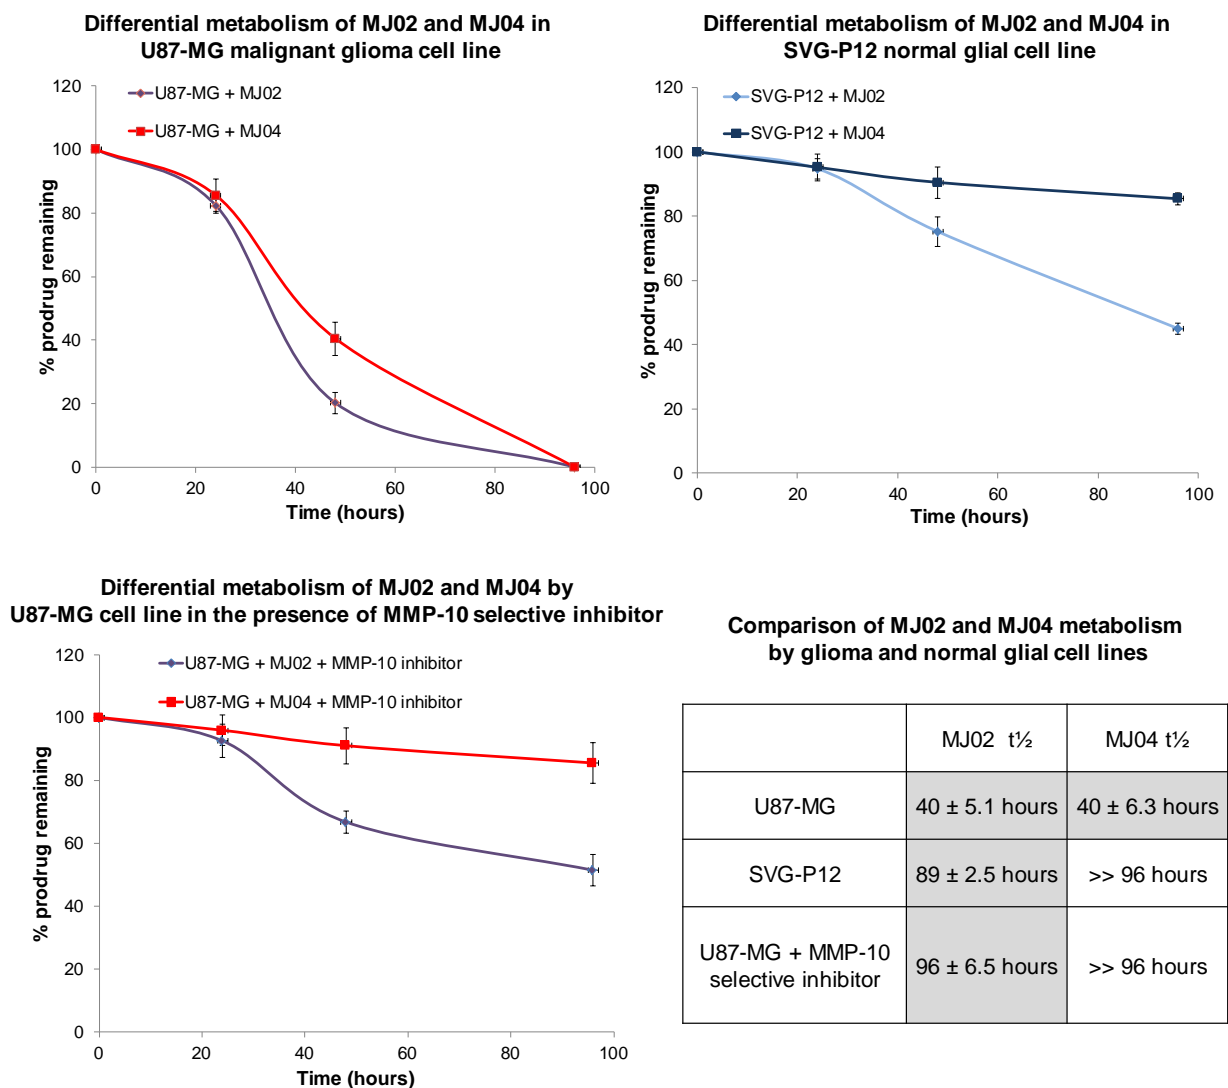 Differential metabolism of MJ02 and MJ04 in
U87-MG malignant glioma cell line
120
100
80
60
40
20
0
% prodrug remaining
U87-MG + MJ02
U87-MG + MJ04
0
20
40
60
80
100
Time (hours)
Differential metabolism of MJ02 and MJ04 in
SVG-P12 normal glial cell line
120
100
80
60
40
20
0
% prodrug remaining
SVG-P12 + MJ02
SVG-P12 + MJ04
0
20
40
60
80
100
Time (hours)
Differential metabolism of MJ02 and MJ04 by
U87-MG cell line in the presence of MMP-10 selective inhibitor
120
100
80
60
40
20
0
% prodrug remaining
U87-MG + MJ02 + MMP-10 inhibitor
U87-MG + MJ04 + MMP-10 inhibitor
0
20
40
60
80
100
Time (hours)
Comparison of MJ02 and MJ04 metabolism
by glioma and normal glial cell lines
MJ02 t½ MJ04 t½
U87-MG 40 ± 5.1 hours 40 ± 6.3 hours
SVG-P12 89 ± 2.5 hours >> 96 hours
U87-MG + MMP-10
selective inhibitor 96 ± 6.5 hours >> 96 hours